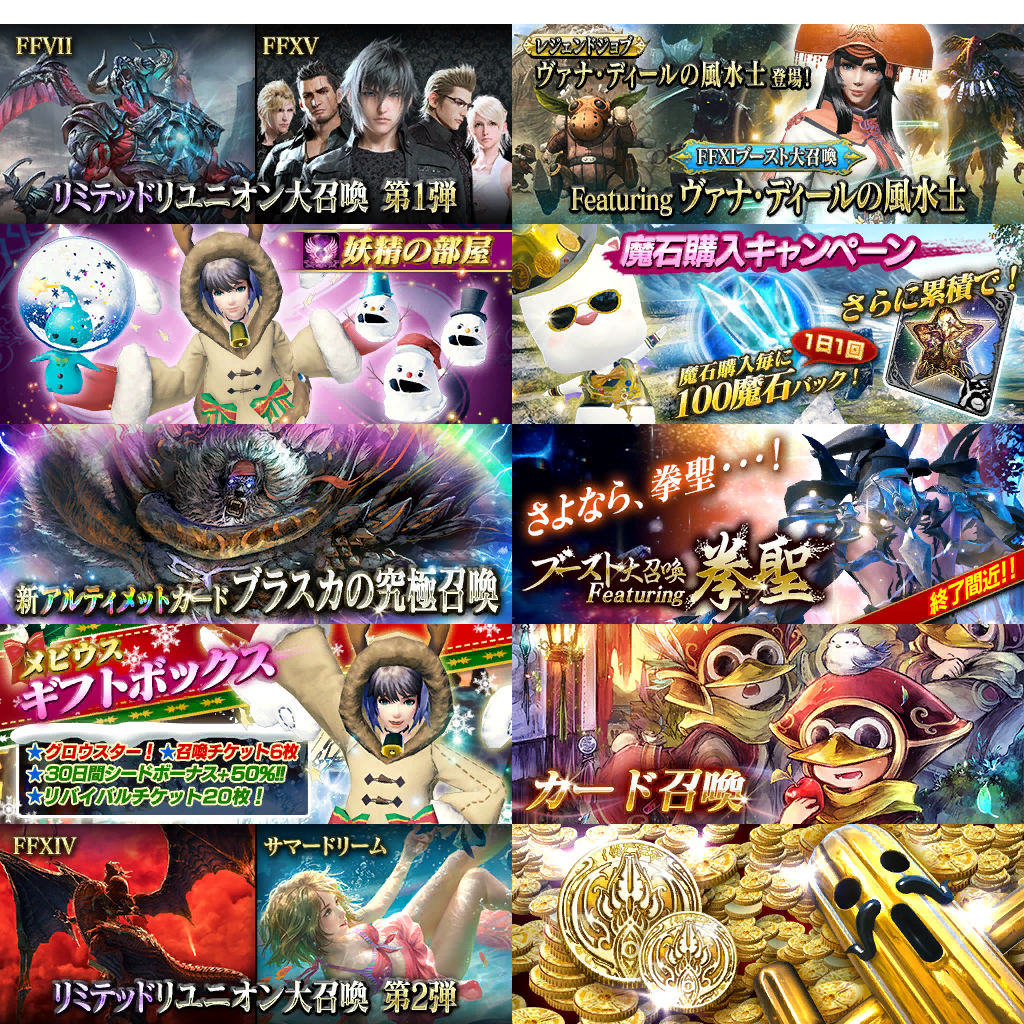 FFVII
FFXV
リミテッドリユニオン大召喚 第1弾
レジェンドジョブ
ヴァナ・ディールの風水士 登場!
FFXIブースト大召喚
Featuring ヴァナ・ディールの風水士
妖精の部屋
魔石購入キャンペーン
さらに累積で!
1日1回
魔石購入毎に
100魔石バック!
新アルティメットカード ブラスカの究極召喚
さよなら、拳聖・・・!
ブースト大召喚
Featuring 拳聖
終了間近!!
メビウス
ギフトボックス
★グロウスター! ★召喚チケット6枚
★30日間シードボーナス+50%!!
★リバイバルチケット20枚!
カード召喚
FFXIV
サマードリーム
リミテッドリユニオン大召喚 第2弾